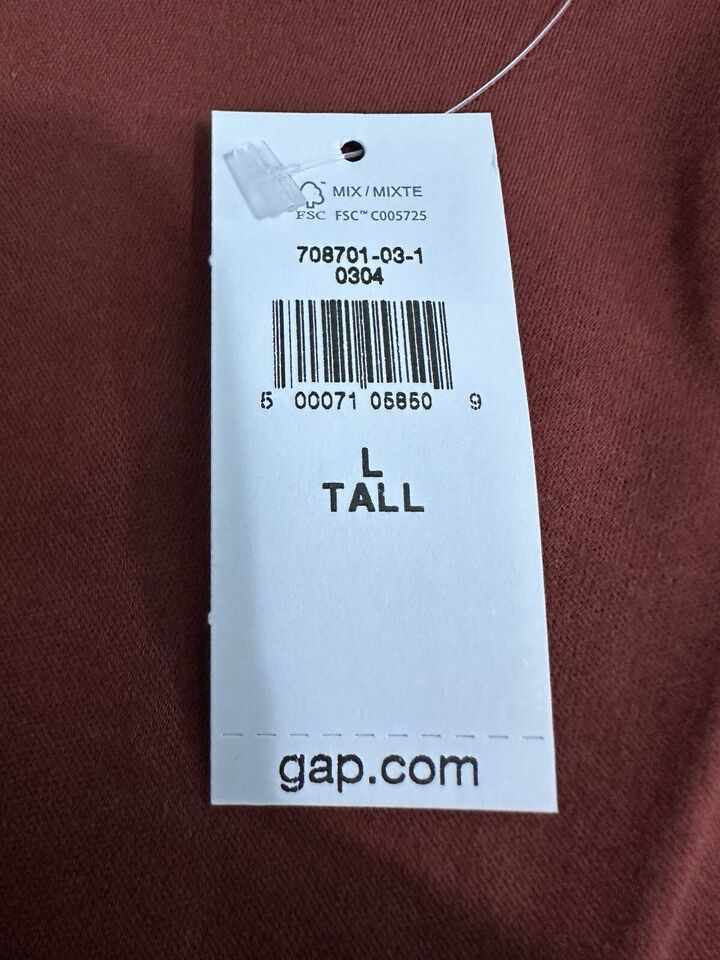 MIX / MIXTE
FSC FSC™ C005725
708701-03-1
0304
5 00071 05850 9
L
TALL
gap.com